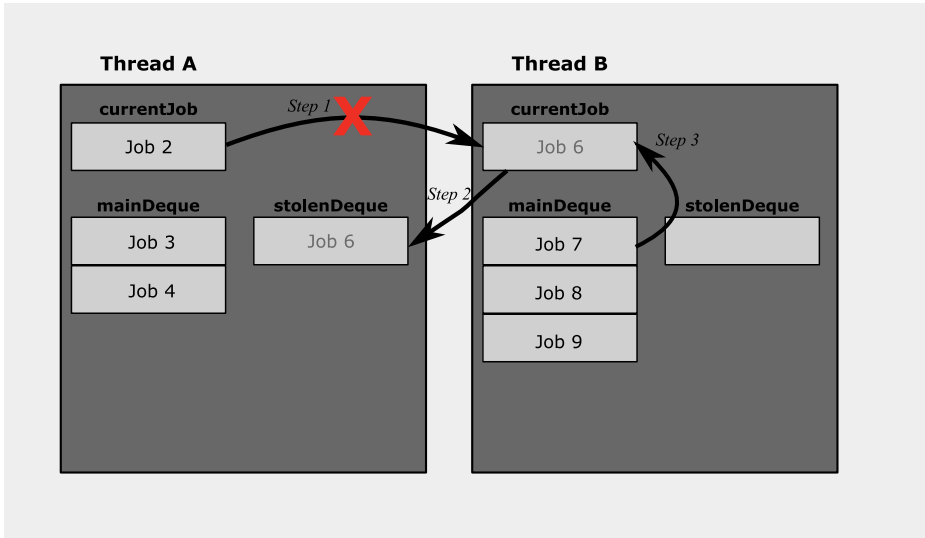 Thread A
Thread B
currentJob
Step 1
X
currentJob
Job 2
Job 6
Step 3
Step 2
mainDeque
stolenDeque
mainDeque
stolenDeque
Job 3
Job 6
Job 7
Job 4
Job 8
Job 9